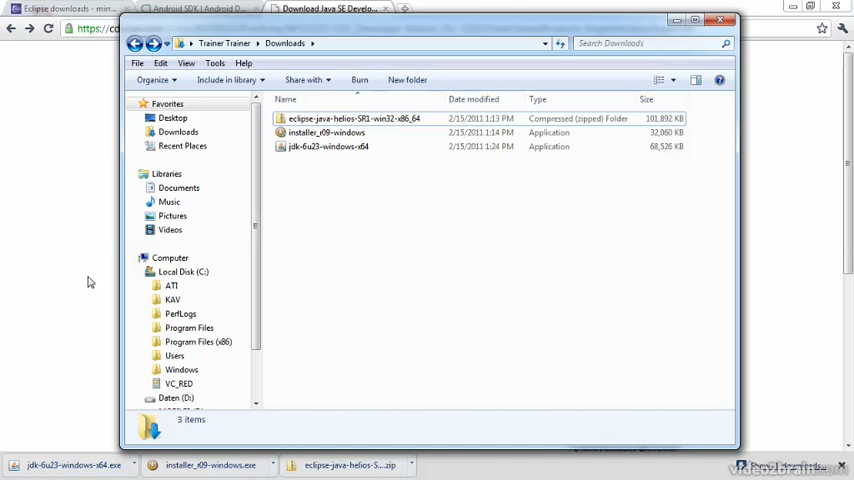 Eclipse downloads - mirr...
Android SDK | Android D...
Download Java SE Develo...
https://cd
Trainer Trainer
Downloads
Search Downloads
File Edit View Tools Help
Organize Include in library Share with Burn New folder
Name Date modified Type Size
eclipse-java-helios-SR1-win32-x86_64 2/15/2011 1:13 PM Compressed (zipped) Folder 101,892 KB
installer_r09-windows 2/15/2011 1:14 PM Application 32,060 KB
jdk-6u23-windows-x64 2/15/2011 1:24 PM Application 68,526 KB
Favorites
Desktop
Downloads
Recent Places
Libraries
Documents
Music
Pictures
Videos
Computer
Local Disk (C:)
ATI
KAV
PerfLogs
Program Files
Program Files (x86)
Users
Windows
VC_RED
Daten (D:)
3 items
jdk-6u23-windows-x64.exe
installer_r09-windows.exe
eclipse-java-helios-S....zip
video2brain.com